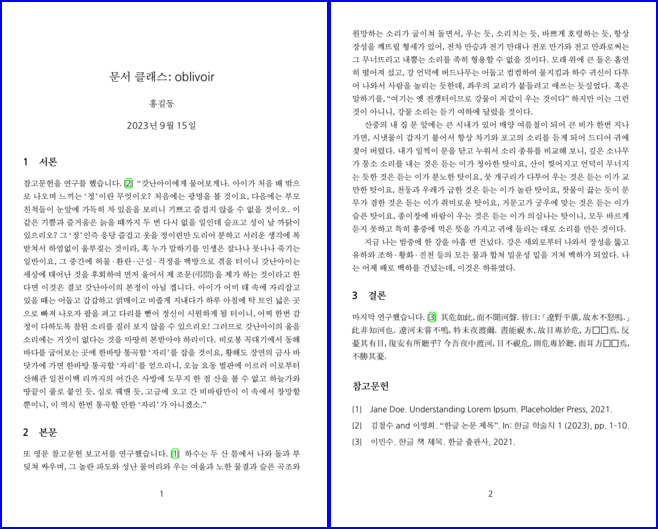 문서 클래스: oblivoir
홍길동
2023년 9월 15일
1 서론
참고문헌을 연구를 했습니다. [2] “갓난아이에게 물어보게나. 아이가 처음 배 밖으
로 나오며 느끼는 ‘정’이란 무엇이오? 처음에는 광명을 볼 것이요, 다음에는 부모
친척들이 눈앞에 가득히 차 있음을 보리니 기쁘고 즐겁지 않을 수 없을 것이오. 이
같은 기쁨과 즐거움은 늙을 때까지 두 번 다시 없을 일인데 슬프고 성이 날 까닭이
있으리오? 그 ‘정’인즉 응당 즐겁고 웃을 정이련만 도리어 분하고 서러운 생각에 복
받쳐서 하염없이 울부짖는 것이라, 혹 누가 말하기를 인생은 잘나나 못나나 죽기는
일반이요, 그 중간에 허물·환란·근심·걱정을 백방으로 겪을 터이니 갓난아이는
세상에 태어난 것을 후회하여 먼저 울어서 제 조문(弔問)을 제가 하는 것이라고 한
다면 이것은 결코 갓난아이의 본정이 아닐 겝니다. 아이가 어미 태 속에 자리잡고
있을 때는 어둡고 갑갑하고 얽매이고 비좁게 지내다가 하루 아침에 탁 트인 넓은 곳
으로 빠져 나오자 팔을 펴고 다리를 뻗어 정신이 시원하게 될 터이니, 어찌 한번 감
정이 다하도록 참된 소리를 질러 보지 않을 수 있으리오! 그러므로 갓난아이의 울음
소리에는 거짓이 없다는 것을 마땅히 본받아야 하리이다. 비로봉 꼭대기에서 동해
바다를 굽어보는 곳에 한바탕 통곡할 ‘자리’를 잡을 것이요, 황해도 장연의 금사 바
닷가에 가면 한바탕 통곡할 ‘자리’를 얻으리니, 오늘 요동 벌판에 이르러 이로부터
산해관 일천이백 리까지의 어간은 사방에 도무지 한 점 산을 볼 수 없고 하늘가와
땅끝이 풀로 붙인 듯, 실로 꿰맨 듯, 고금에 오고 간 비바람만이 이 속에서 창망할
뿐이니, 이 역시 한번 통곡할 만한 ‘자리’가 아니겠소.”
2 본문
또 영문 참고문헌 보고서를 연구했습니다. [1] 하수는 두 산 틈에서 나와 돌과 부
딪쳐 싸우며, 그 놀란 파도와 성난 물머리와 우는 여울과 노한 물결과 슬픈 곡조와
1
원망하는 소리가 굽이쳐 돌면서, 우는 듯, 소리치는 듯, 바쁘게 호령하는 듯, 항상
장성을 깨뜨릴 형세가 있어, 전차 만승과 전기 만대나 전포 만가와 전고 만좌로써는
그 무너뜨리고 내뿜는 소리를 족히 형용할 수 없을 것이다. 모래 위에 큰 돌은 흘연
히 떨어져 섰고, 강 언덕에 버드나무는 어둡고 컴컴하여 물지킴과 하수 귀신이 다투
어 나와서 사람을 놀리는 듯한데, 좌우의 교리가 붙들려고 애쓰는 듯싶었다. 혹은
말하기를, “여기는 옛 전쟁터이므로 강물이 저같이 우는 것이다” 하지만 이는 그런
것이 아니니, 강물 소리는 듣기 여하에 달렸을 것이다.
산중의 내 집 문 앞에는 큰 시내가 있어 매양 여름철이 되어 큰 비가 한번 지나
가면, 시냇물이 갑자기 불어서 항상 차기와 포고의 소리를 듣게 되어 드디어 귀에
젖어 버렸다. 내가 일찍이 문을 닫고 누워서 소리 종류를 비교해 보니, 깊은 소나무
가 퉁소 소리를 내는 것은 듣는 이가 청아한 탓이요, 산이 찢어지고 언덕이 무너지
는 듯한 것은 듣는 이가 분노한 탓이요, 뭇 개구리가 다투어 우는 것은 듣는 이가 교
만한 탓이요, 천둥과 우레가 급한 것은 듣는 이가 놀란 탓이요, 찻물이 끓는 듯이 문
무가 겸한 것은 듣는 이가 취미로운 탓이요, 거문고가 궁우에 맞는 것은 듣는 이가
슬픈 탓이요, 종이창에 바람이 우는 것은 듣는 이가 의심나는 탓이니, 모두 바르게
듣지 못하고 특히 흉중에 먹은 뜻을 가지고 귀에 들리는 대로 소리를 만든 것이다.
지금 나는 밤중에 한 강을 아홉 번 건넜다. 강은 새외로부터 나와서 장성을 뚫고
유하와 조하·황화·진천 등의 모든 물과 합쳐 밀운성 밑을 거쳐 백하가 되었다. 나
는 어제 배로 백하를 건넜는데, 이것은 하류였다.
3 결론
마지막 연구했습니다. [3] 其危如此, 而不聞河聲. 皆曰:「遼野平廣, 故水不怒鳴.」
此非知河也. 遼河未嘗不鳴, 特未夜渡爾. 晝能視水, 故目專於危, 方□□焉, 反
憂其有目, 復安有所聽乎? 今吾夜中渡河, 目不視危, 則危專於聽, 而耳方□□焉,
不勝其憂.
참고문헌
[1] Jane Doe. Understanding Lorem Ipsum. Placeholder Press, 2021.
[2] 김철수 and 이영희. “한글 논문 제목”. In: 한글 학술지 1 (2023), pp. 1-10.
[3] 이민수. 한글 책 제목. 한글 출판사, 2021.
2